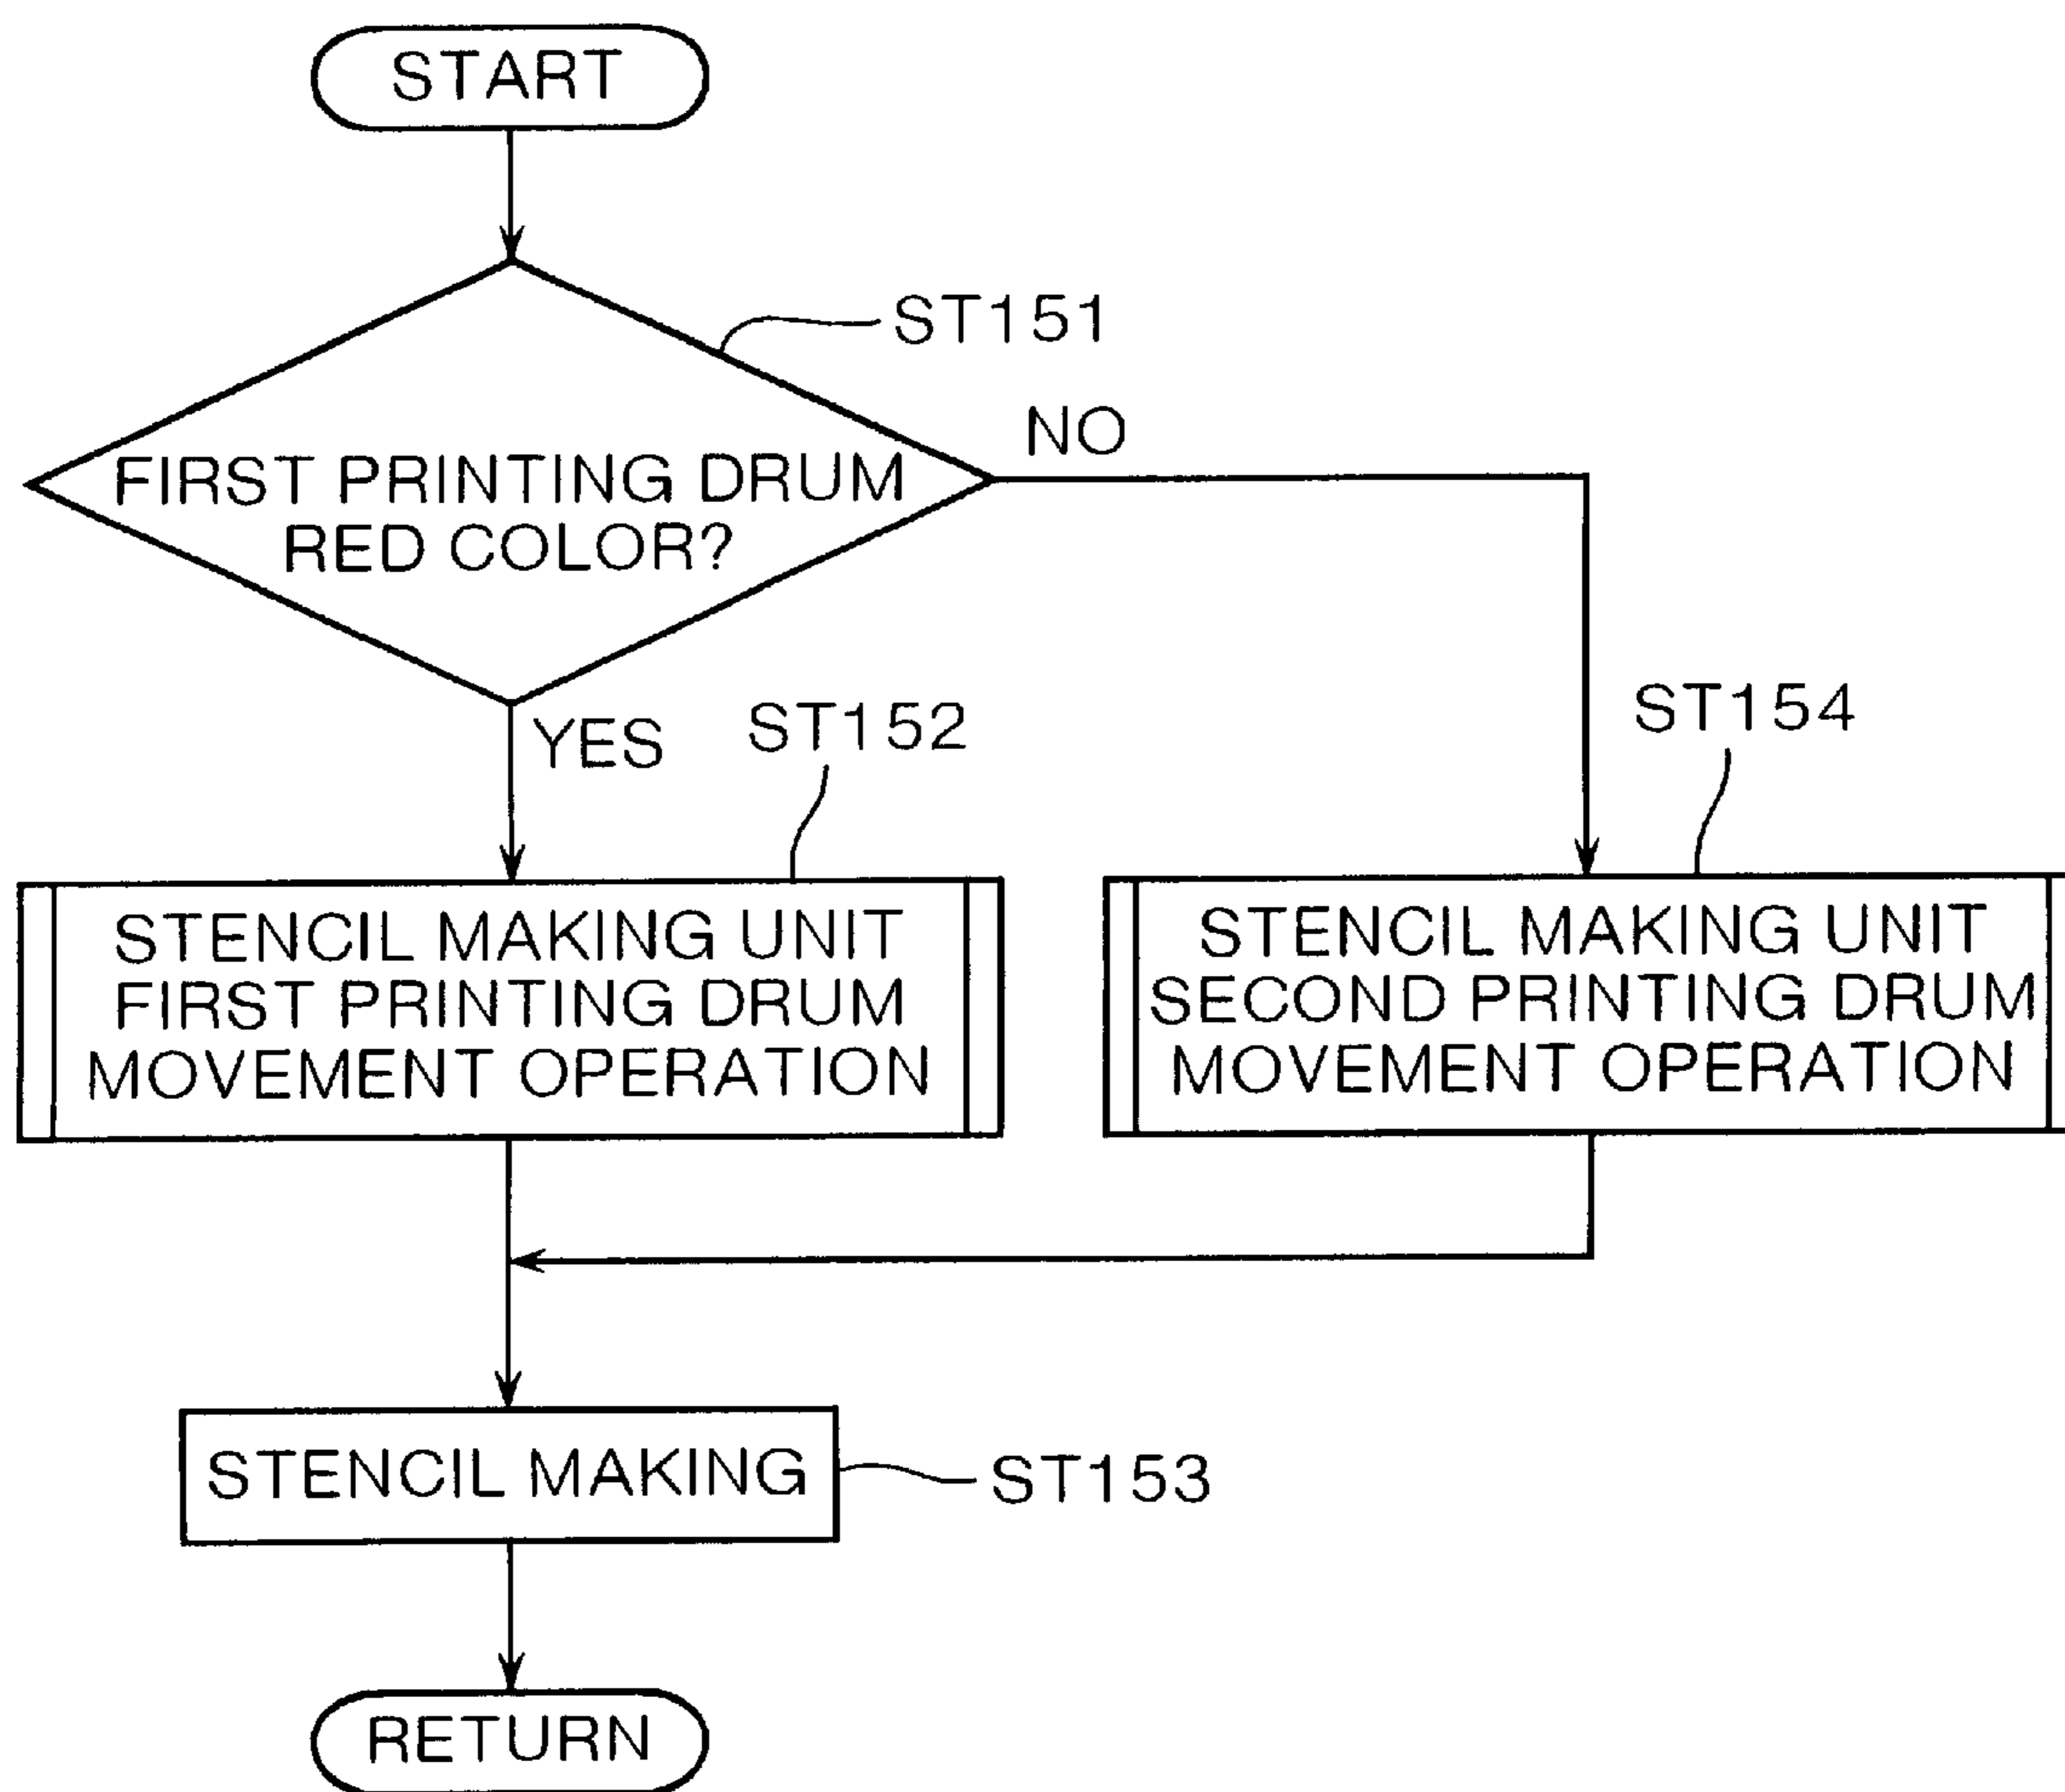 START
ST151
NO
FIRST PRINTING DRUM
RED COLOR?
YES
ST152
ST154
STENCIL MAKING UNIT
FIRST PRINTING DRUM
MOVEMENT OPERATION
STENCIL MAKING UNIT
SECOND PRINTING DRUM
MOVEMENT OPERATION
STENCIL MAKING
ST153
RETURN